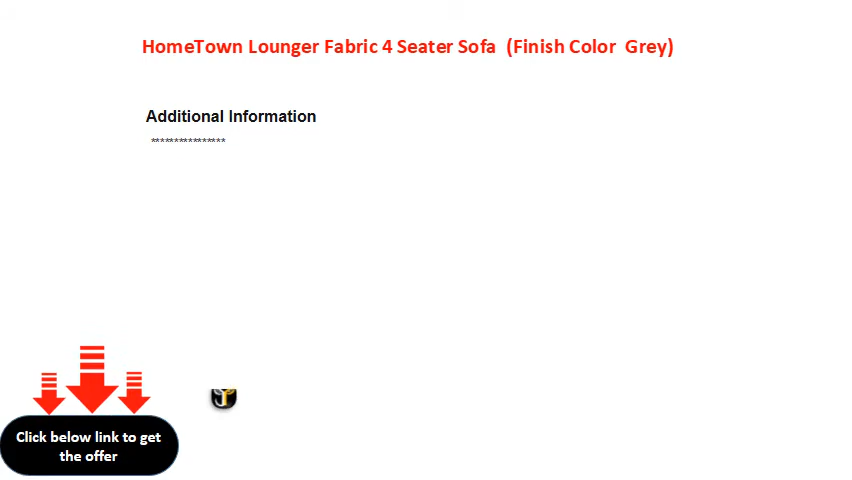 HomeTown Lounger Fabric 4 Seater Sofa (Finish Color Grey)
Additional Information
****************
Click below link to get
the offer